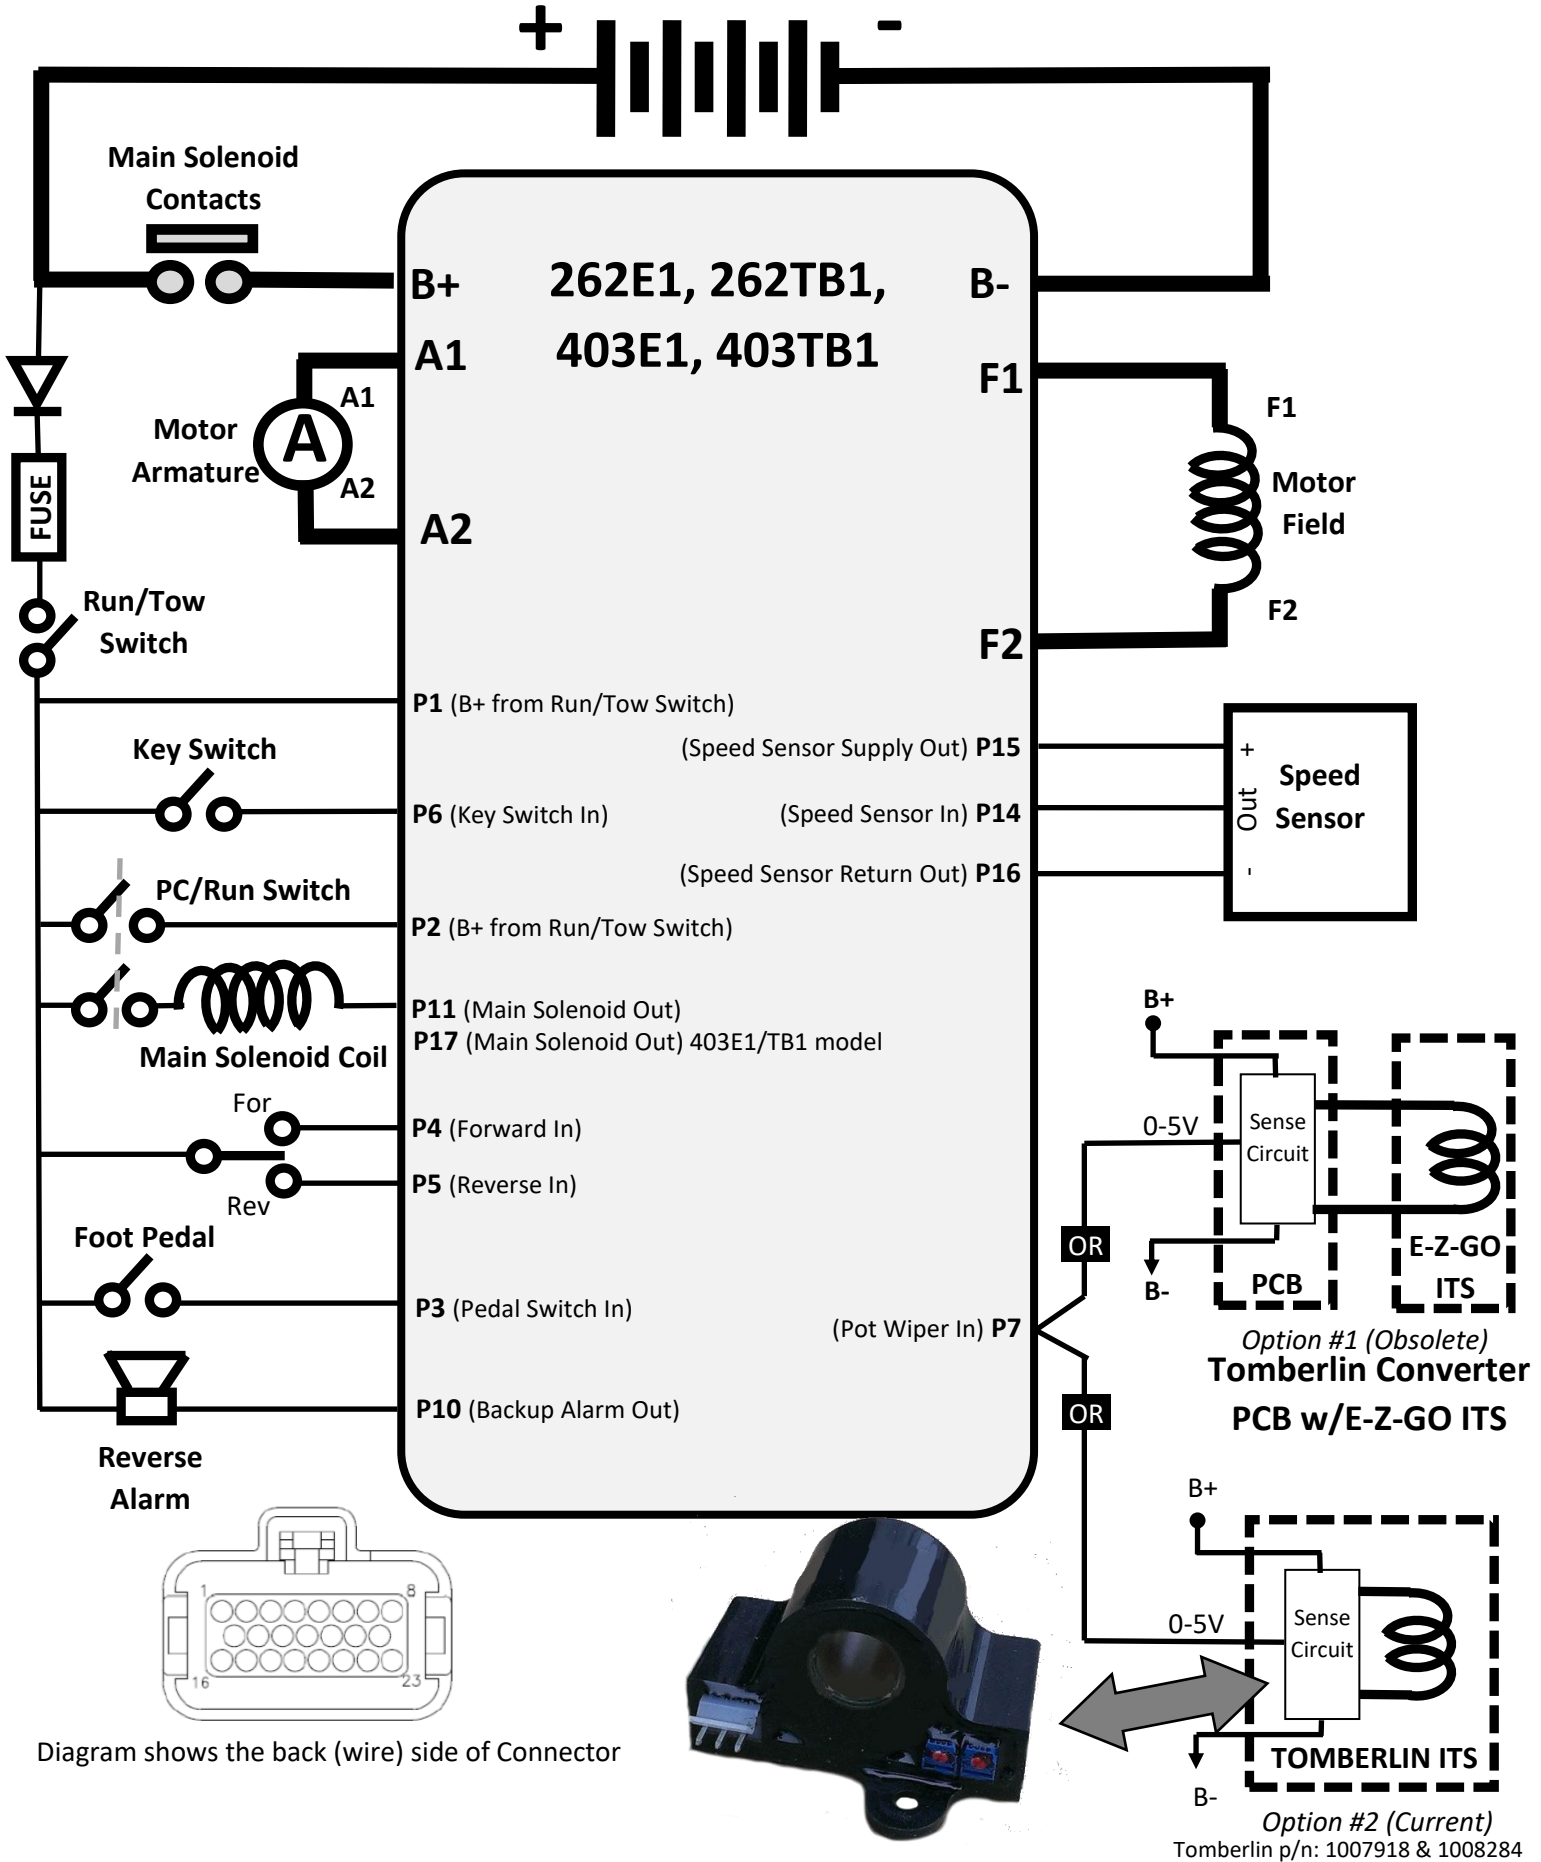 + -
Main Solenoid
Contacts
B+
262E1, 262TB1,
403E1, 403TB1
B-
A1
A1
Motor
Armature
A
A2
A2
F1
F1
Motor
Field
F2
F2
FUSE
Run/Tow
Switch
P1 (B+ from Run/Tow Switch)
(Speed Sensor Supply Out) P15
Key Switch
P6 (Key Switch In)
(Speed Sensor In) P14
(Speed Sensor Return Out) P16
+
Out
-
Speed
Sensor
PC/Run Switch
P2 (B+ from Run/Tow Switch)
P11 (Main Solenoid Out)
P17 (Main Solenoid Out) 403E1/TB1 model
Main Solenoid Coil
For
P4 (Forward In)
P5 (Reverse In)
Rev
Foot Pedal
P3 (Pedal Switch In)
(Pot Wiper In) P7
P10 (Backup Alarm Out)
Reverse
Alarm
B+
0-5V
Sense
Circuit
OR
B-
PCB
E-Z-GO
ITS
Option #1 (Obsolete)
Tomberlin Converter
PCB w/E-Z-GO ITS
OR
B+
0-5V
Sense
Circuit
TOMBERLIN ITS
B-
Option #2 (Current)
Tomberlin p/n: 1007918 & 1008284
1 8
16 23
Diagram shows the back (wire) side of Connector